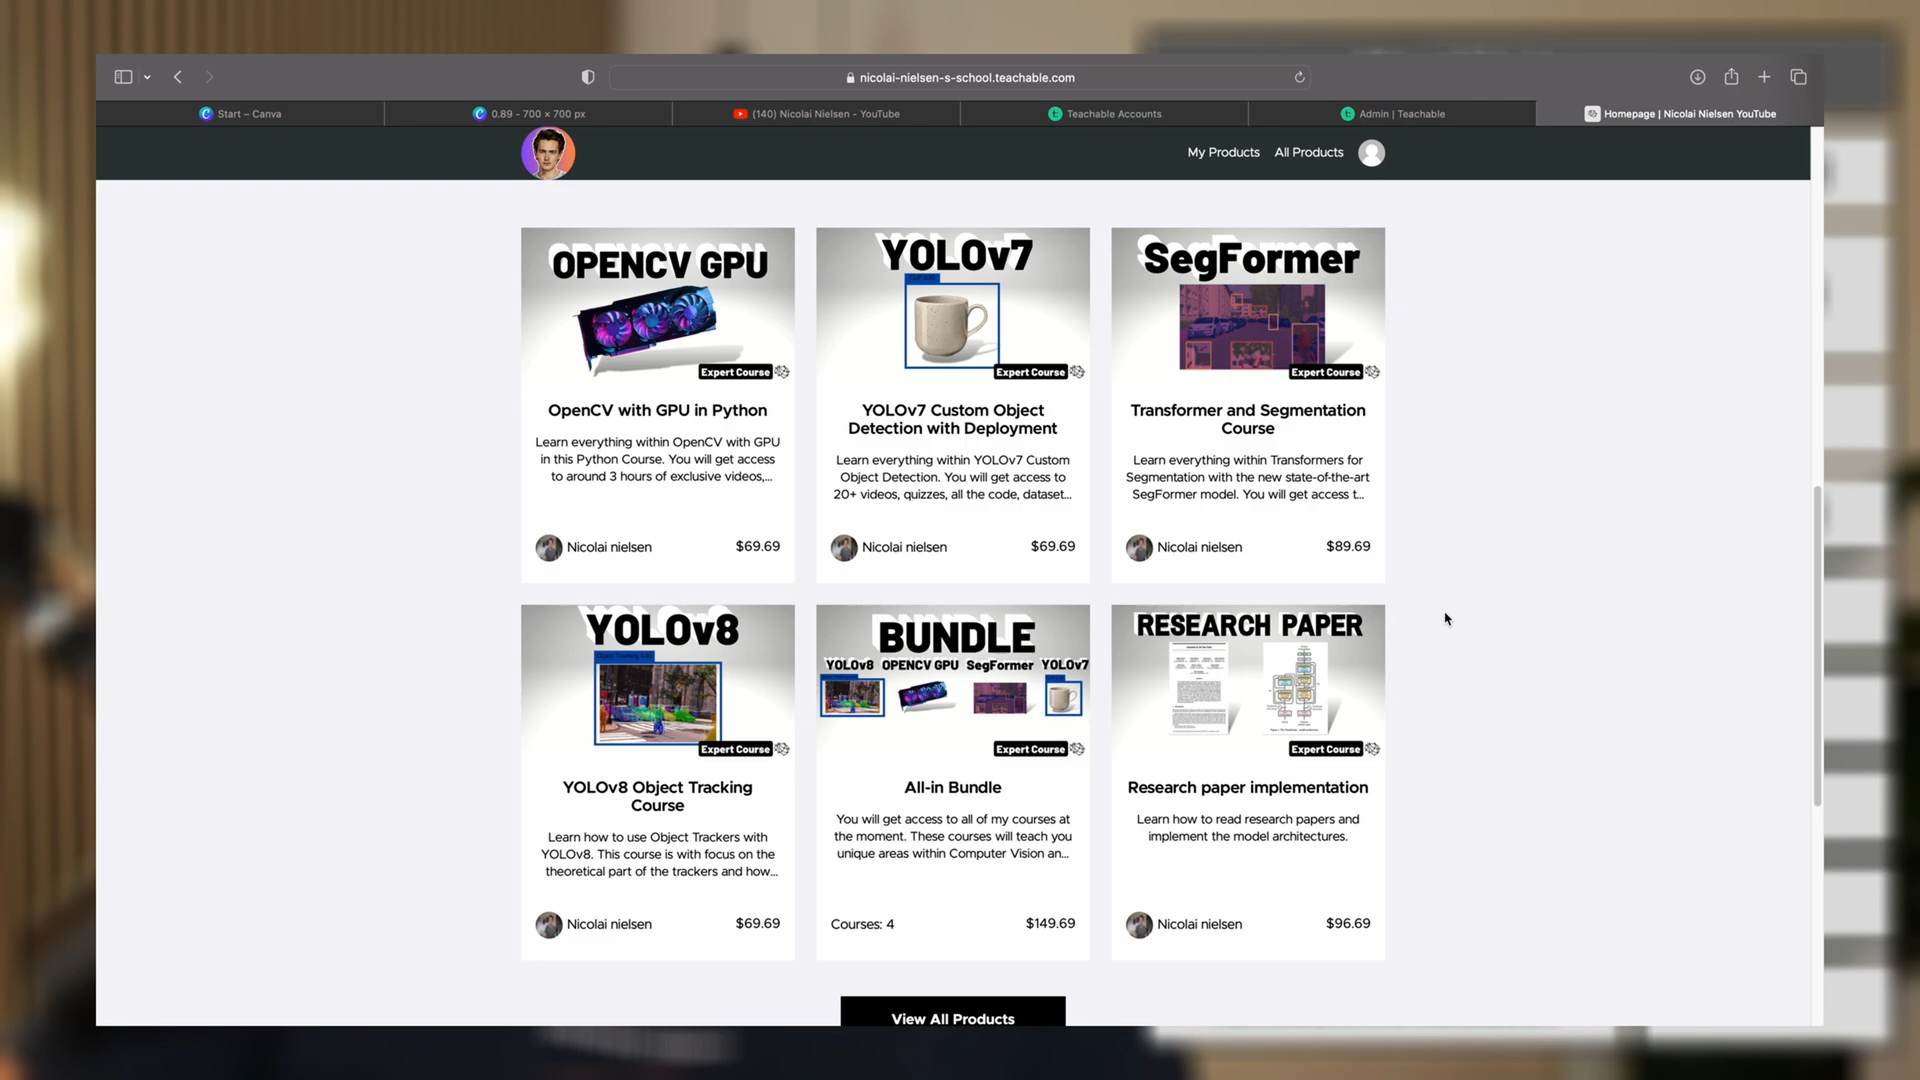 nicolai-nielsen-s-school.teachable.com
Start – Canva
0.89 - 700 × 700 px
(140) Nicolai Nielsen - YouTube
Teachable Accounts
Admin | Teachable
Homepage | Nicolai Nielsen YouTube
My Products
All Products
OPENCV GPU
Expert Course
OpenCV with GPU in Python
Learn everything within OpenCV with GPU
in this Python Course. You will get access
to around 3 hours of exclusive videos,...
Nicolai nielsen
$69.69
YOLOv7
Expert Course
YOLOv7 Custom Object
Detection with Deployment
Learn everything within YOLOv7 Custom
Object Detection. You will get access to
20+ videos, quizzes, all the code, dataset...
Nicolai nielsen
$69.69
SegFormer
Expert Course
Transformer and Segmentation
Course
Learn everything within Transformers for
Segmentation with the new state-of-the-art
SegFormer model. You will get access t...
Nicolai nielsen
$89.69
YOLOv8
Expert Course
YOLOv8 Object Tracking
Course
Learn how to use Object Trackers with
YOLOv8. This course is with focus on the
theoretical part of the trackers and how...
Nicolai nielsen
$69.69
BUNDLE
YOLOv8 OPENCV GPU SegFormer YOLOv7
Expert Course
All-in Bundle
You will get access to all of my courses at
the moment. These courses will teach you
unique areas within Computer Vision an...
Courses: 4
$149.69
RESEARCH PAPER
Expert Course
Research paper implementation
Learn how to read research papers and
implement the model architectures.
Nicolai nielsen
$96.69
View All Products